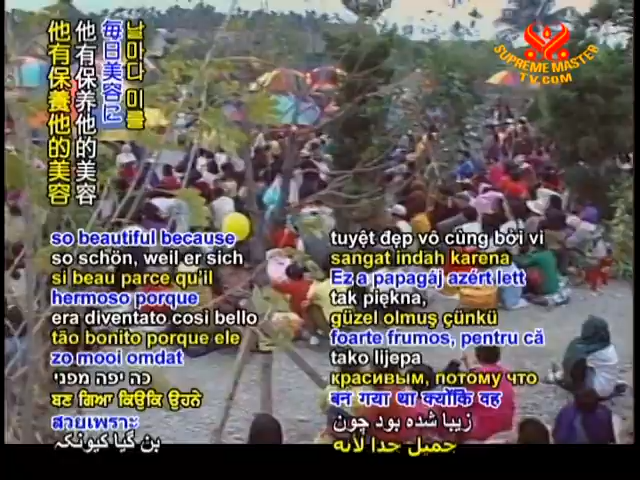 날마다 이를
毎日美容に
他有保养他的美容
他有保養他的美容
SUPREME MASTER
TV.COM
so beautiful because
so schön, weil er sich
si beau parce qu'il
hermoso porque
era diventato così bello
tão bonito porque ele
zo mooi omdat
כה יפה מפני
ਬਣ ਗਿਆ ਕਿਉਂਕਿ ਉਹਨੇ
สวยเพราะ
بن گیا کیونکہ
tuyệt đẹp vô cùng bởi vì
sangat indah karena
Ez a papagáj azért lett
tak piękna,
güzel olmuş çünkü
foarte frumos, pentru că
tako lijepa
красивым, потому что
बन गया था क्योंकि वह
زیبا شده بود چون
جميل جدا لأنه